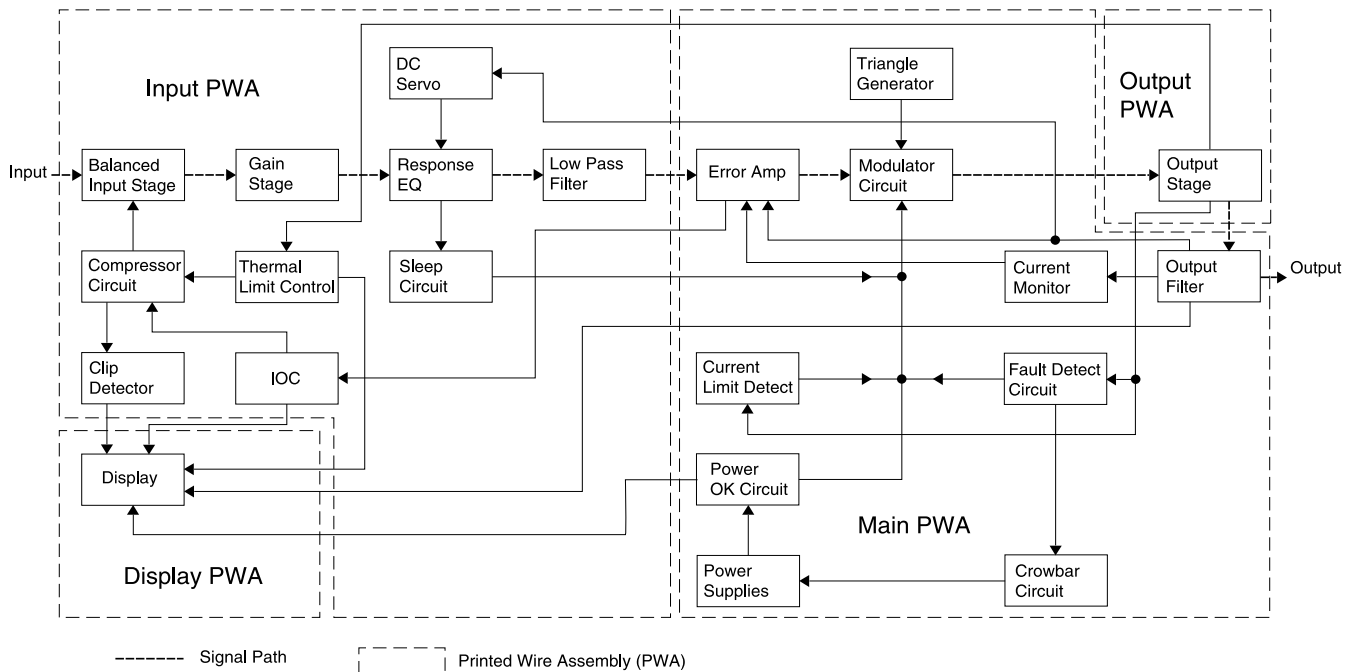 Input PWA
DC
Servo
Triangle
Generator
Output
PWA
Input
Balanced
Input Stage
Gain
Stage
Response
EQ
Low Pass
Filter
Error Amp
Modulator
Circuit
Output
Stage
Compressor
Circuit
Thermal
Limit Control
Sleep
Circuit
Current
Monitor
Output
Filter
Output
Clip
Detector
IOC
Current
Limit Detect
Fault Detect
Circuit
Display
Power
OK Circuit
Main PWA
Display PWA
Power
Supplies
Crowbar
Circuit
Signal Path
Printed Wire Assembly (PWA)